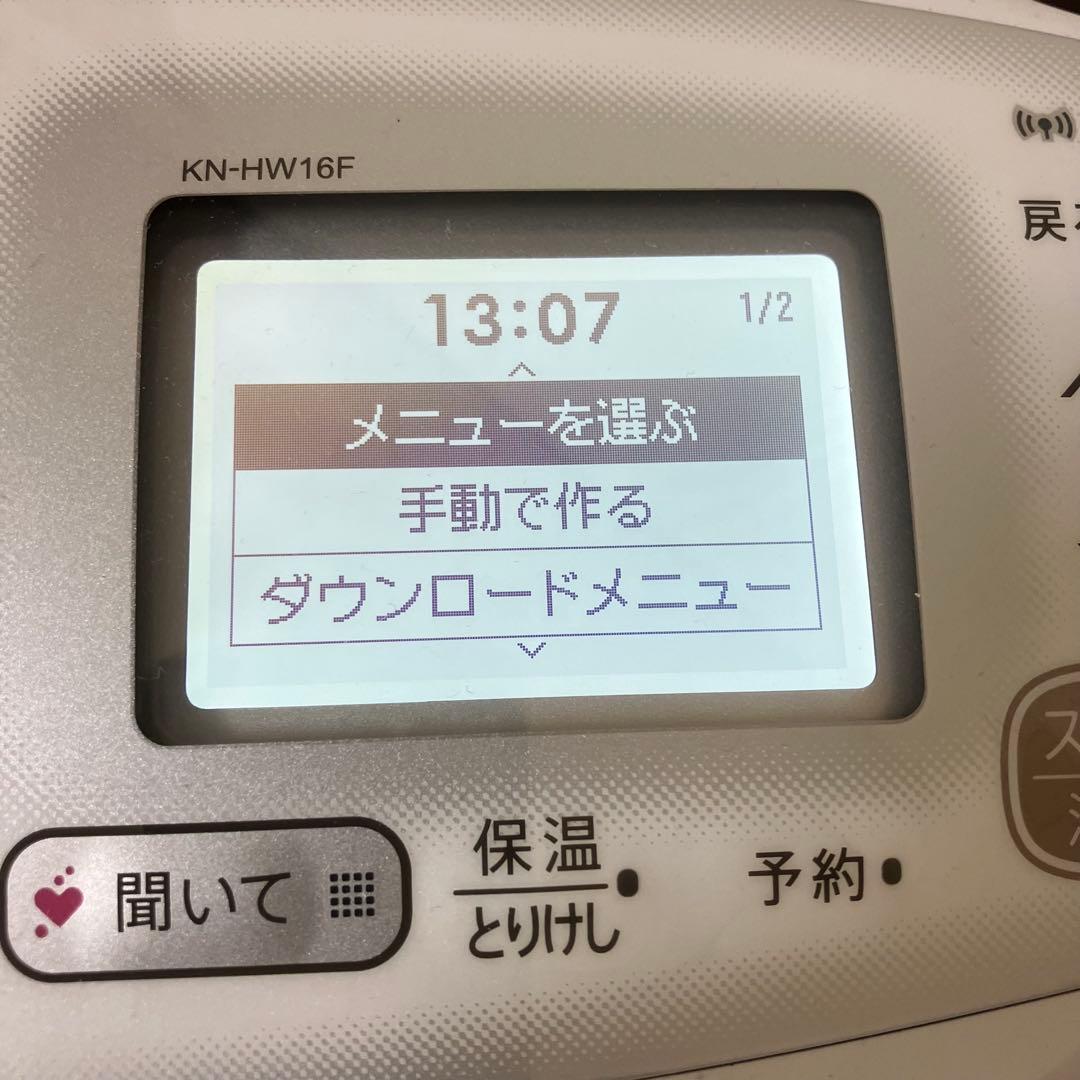 KN-HW16F
13:07
1/2
メニューを選ぶ
手動で作る
ダウンロードメニュー
聞いて
保温
とりけし
予約
戻
ス